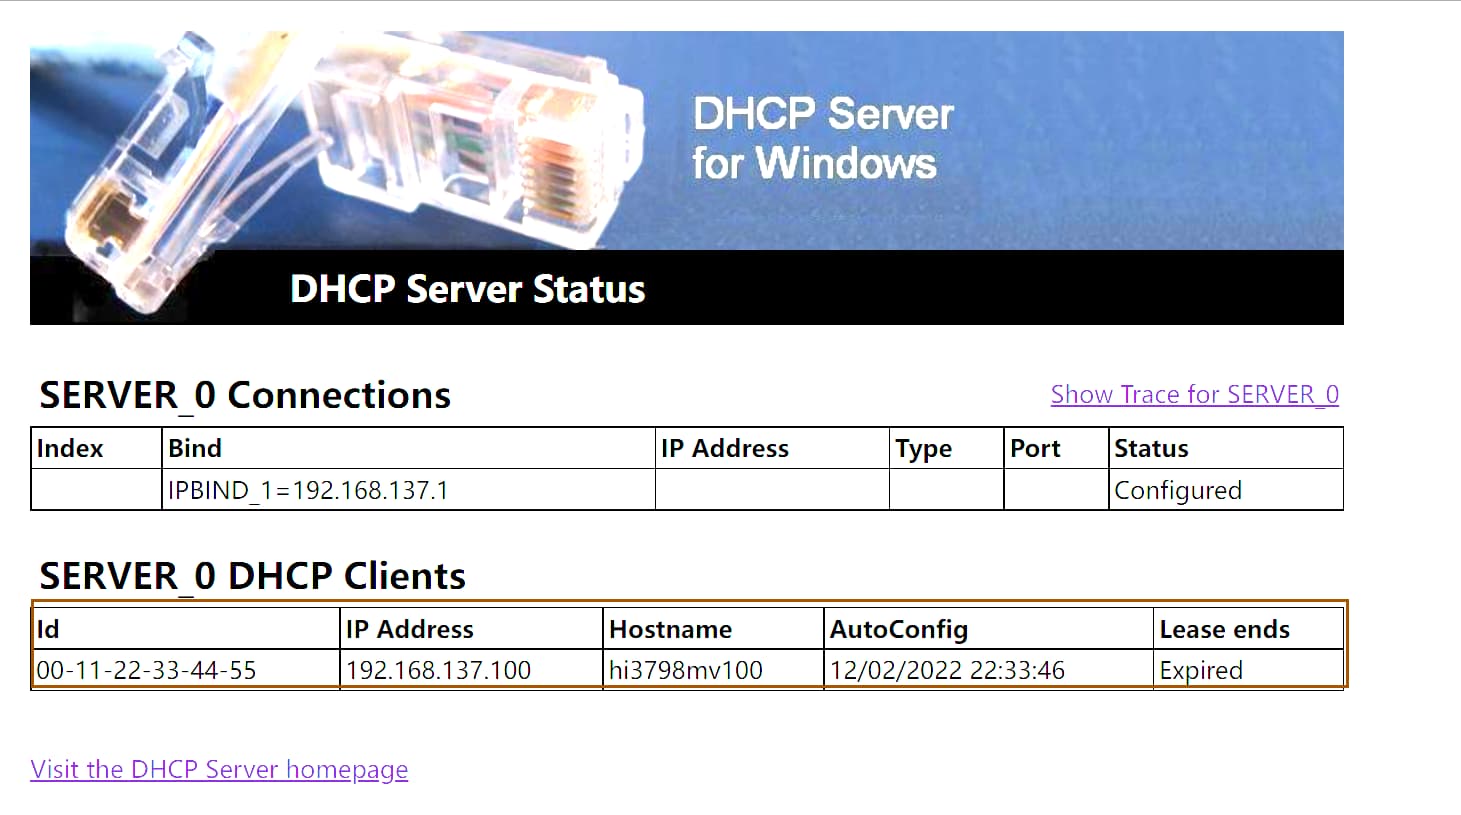 DHCP Server
for Windows
DHCP Server Status
SERVER_0 Connections
Show Trace for SERVER_0
Index Bind IP Address Type Port Status
IPBIND_1=192.168.137.1 Configured
SERVER_0 DHCP Clients
Id IP Address Hostname AutoConfig Lease ends
00-11-22-33-44-55 192.168.137.100 hi3798mv100 12/02/2022 22:33:46 Expired
Visit the DHCP Server homepage